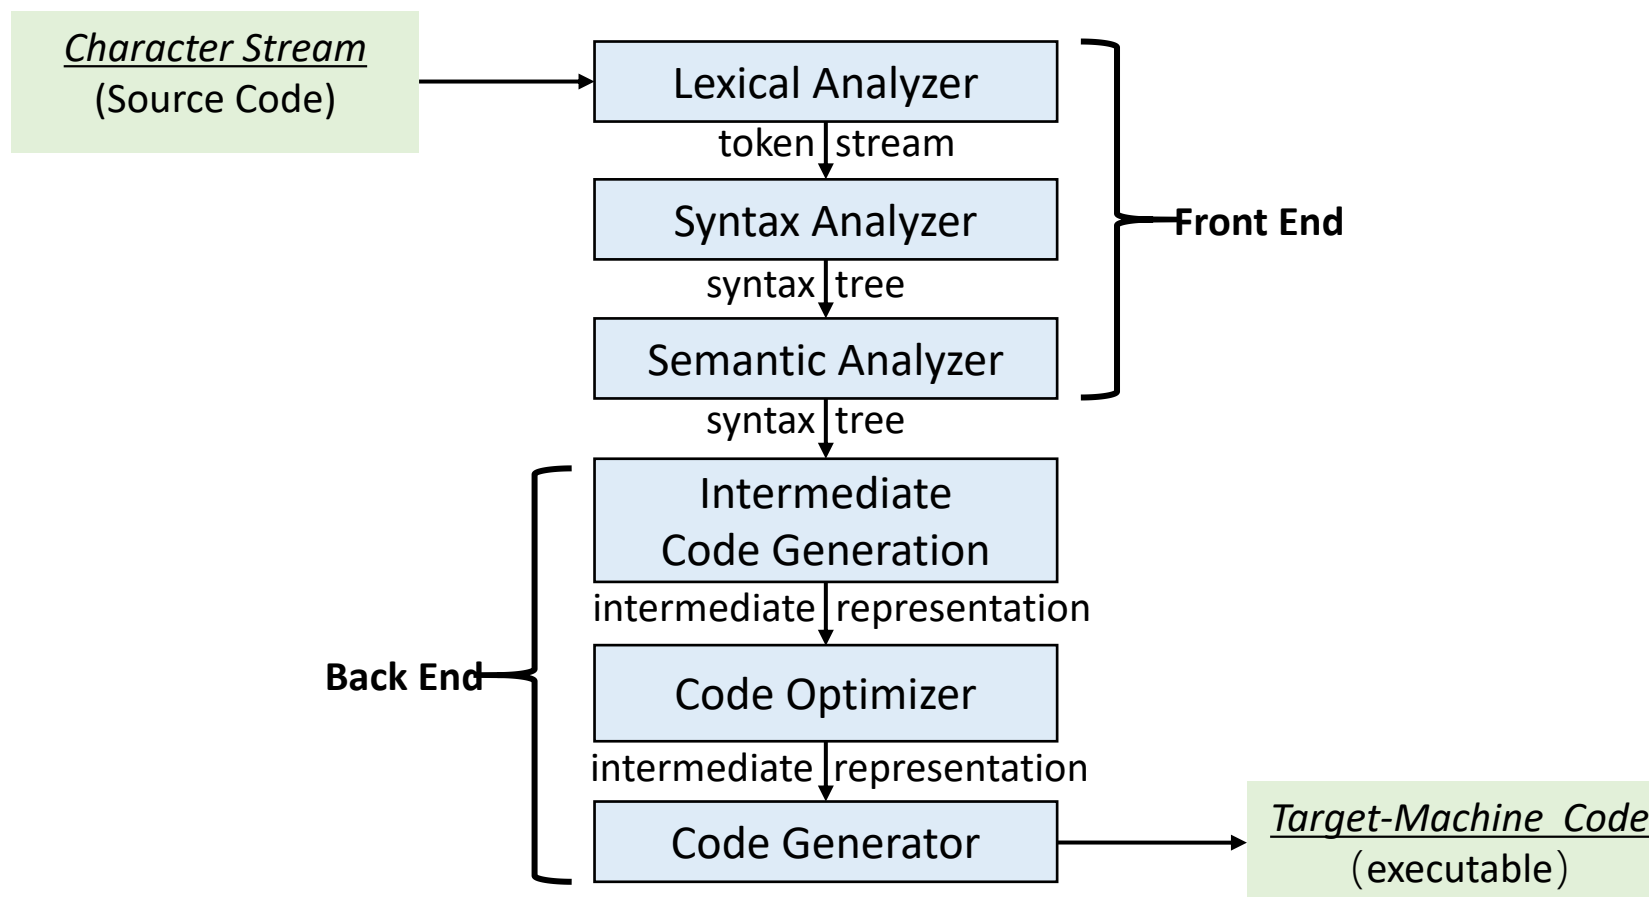 Character Stream
(Source Code)
Lexical Analyzer
token stream
Syntax Analyzer
Front End
syntax tree
Semantic Analyzer
syntax tree
Intermediate
Code Generation
intermediate representation
Back End
Code Optimizer
intermediate representation
Code Generator
Target-Machine Code
（executable）